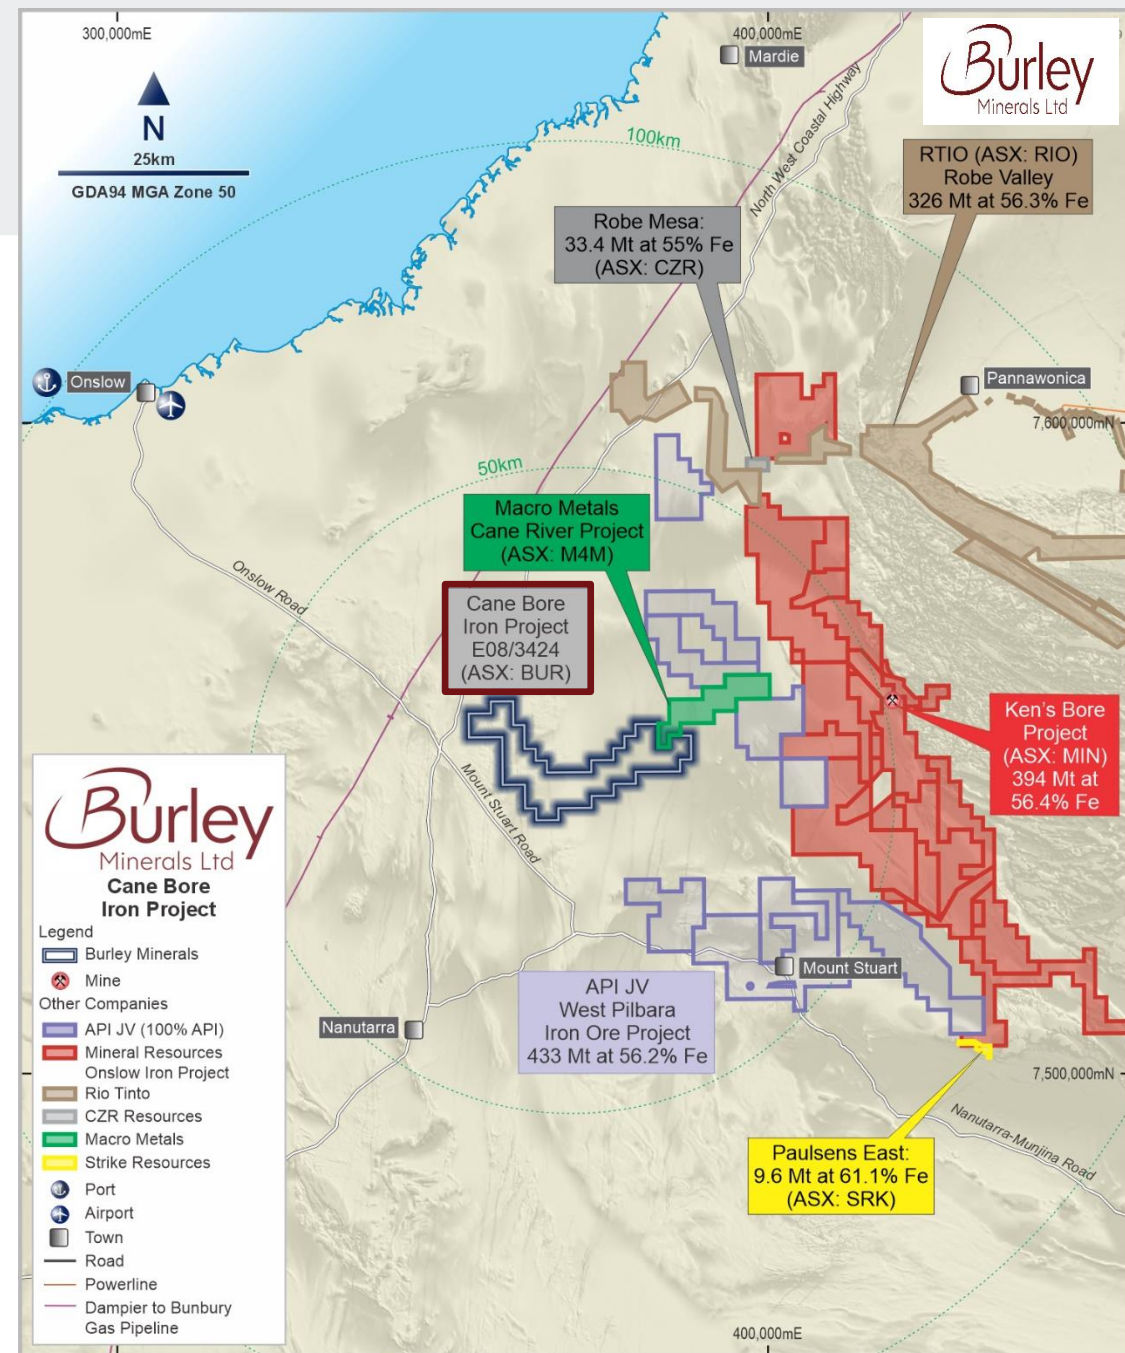 300,000mE
400,000mE
Mardie
Burley
Minerals Ltd
N
25km
GDA94 MGA Zone 50
100km
North West Coastal Highway
RTIO (ASX: RIO)
Robe Valley
326 Mt at 56.3% Fe
Robe Mesa:
33.4 Mt at 55% Fe
(ASX: CZR)
Onslow
Pannawonica
7,600,000mN
50km
Macro Metals
Cane River Project
(ASX: M4M)
Onslow Road
Cane Bore
Iron Project
E08/3424
(ASX: BUR)
Ken's Bore
Project
(ASX: MIN)
394 Mt at
56.4% Fe
Mount Stuart Road
Burley
Minerals Ltd
Cane Bore
Iron Project
Legend
Burley Minerals
Mine
Other Companies
API JV (100% API)
Mineral Resources
Onslow Iron Project
Rio Tinto
CZR Resources
Macro Metals
Strike Resources
Port
Airport
Town
Road
Powerline
Dampier to Bunbury
Gas Pipeline
Mount Stuart
API JV
West Pilbara
Iron Ore Project
433 Mt at 56.2% Fe
Nanutarra
7,500,000mN
Nanutarra-Munjina Road
Paulsens East:
9.6 Mt at 61.1% Fe
(ASX: SRK)
400,000mE